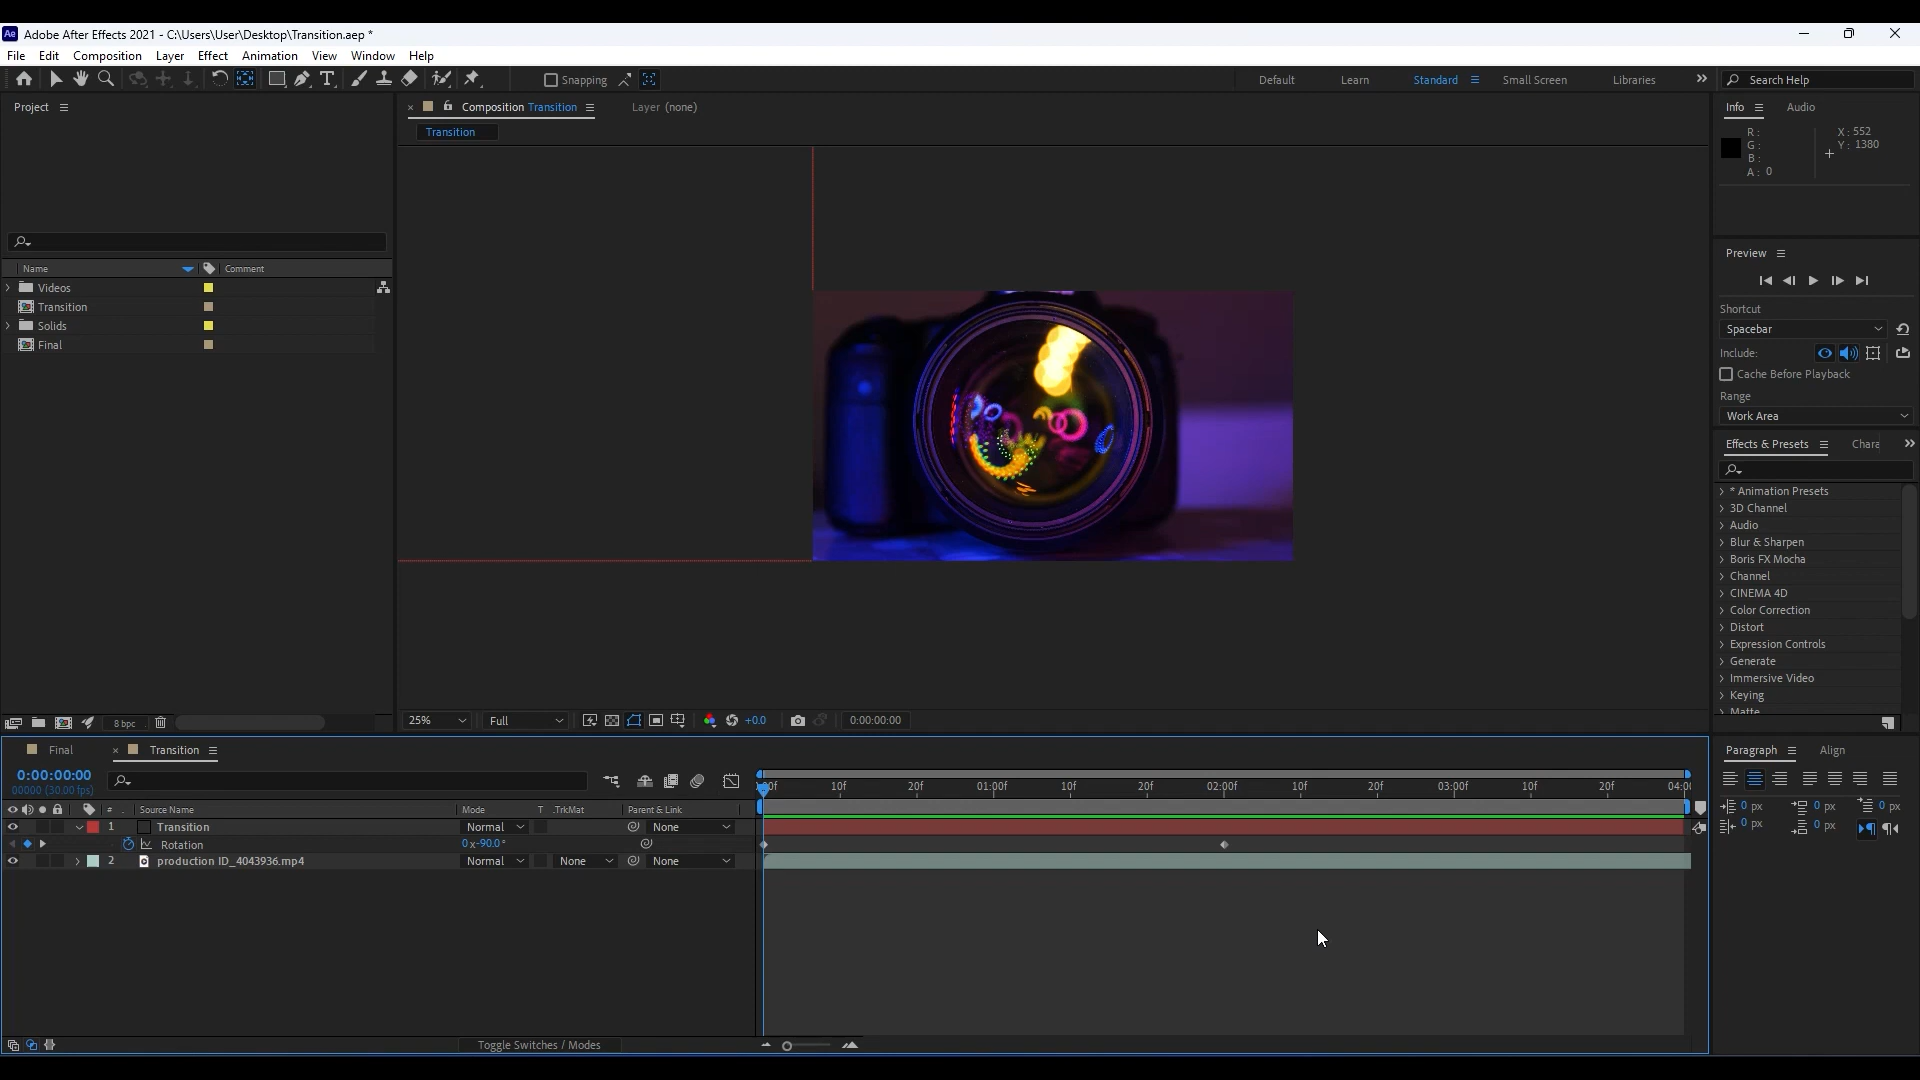 Ae Adobe After Effects 2021 - C:\Users\User\Desktop\Transition.aep *
File Edit Composition Layer Effect Animation View Window Help
Snapping
Default Learn Standard Small Screen Libraries
Search Help
Project
Composition Transition
Layer (none)
Transition
Info Audio
R :
G :
B :
A : 0
X : 552
Y : 1380
Name Comment
Videos
Transition
Solids
Final
Preview
Shortcut
Spacebar
Include:
Cache Before Playback
Range
Work Area
Effects & Presets Chara
* Animation Presets
3D Channel
Audio
Blur & Sharpen
Boris FX Mocha
Channel
CINEMA 4D
Color Correction
Distort
Expression Controls
Generate
Immersive Video
Keying
Matte
8 bpc
25% Full +0.0 0:00:00:00
Final Transition
0:00:00:00
00000 (30.00 fps)
:00f 10f 20f 01:00f 10f 20f 02:00f 10f 20f 03:00f 10f 20f 04:0
# Source Name Mode T .TrkMat Parent & Link
1 Transition Normal None
Rotation 0x-90.0°
2 production ID_4043936.mp4 Normal None None
Toggle Switches / Modes
Paragraph Align
0 px 0 px 0 px
0 px 0 px